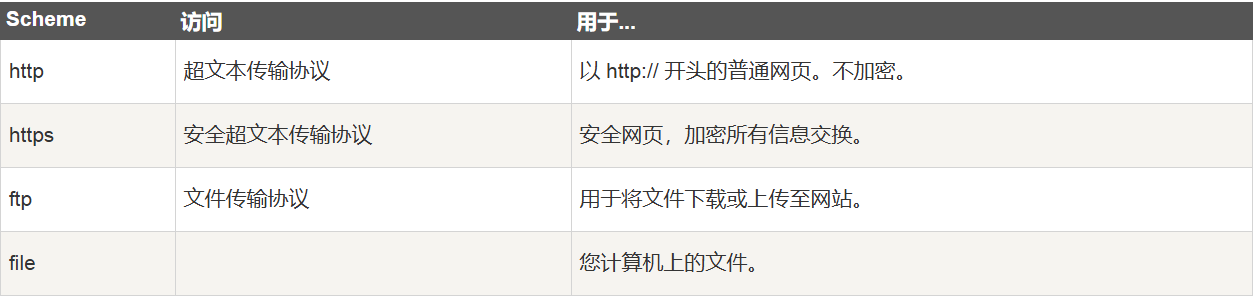 Scheme 访问 用于...
http 超文本传输协议 以 http:// 开头的普通网页。不加密。
https 安全超文本传输协议 安全网页，加密所有信息交换。
ftp 文件传输协议 用于将文件下载或上传至网站。
file 您计算机上的文件。